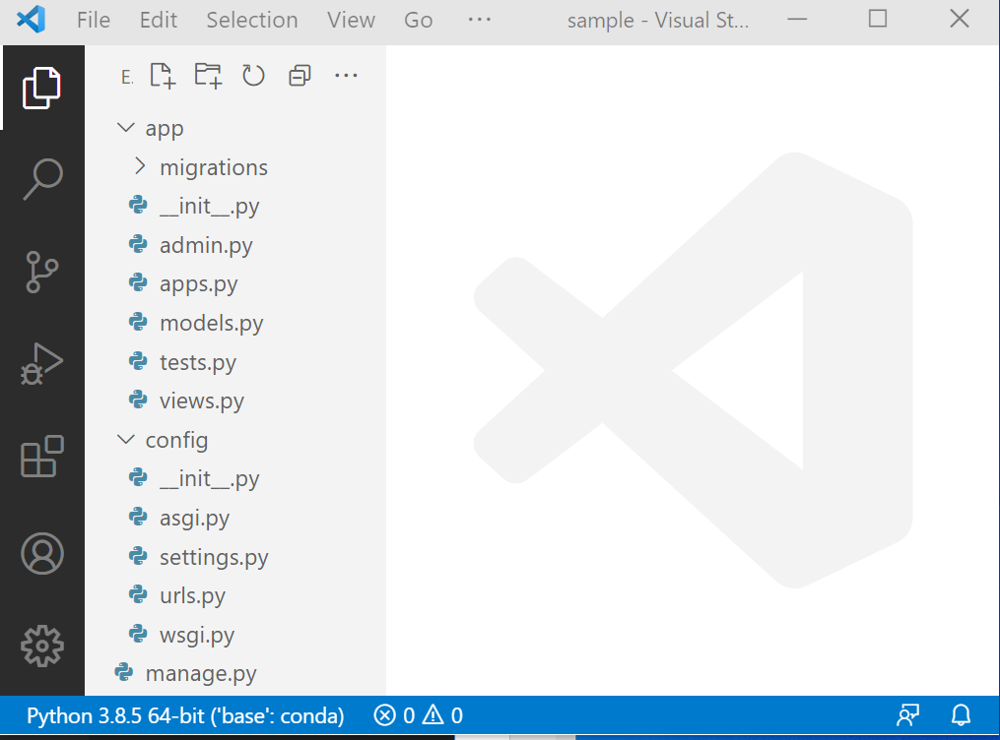 File Edit Selection View Go ··· sample - Visual St...
E.
app
migrations
__init__.py
admin.py
apps.py
models.py
tests.py
views.py
config
__init__.py
asgi.py
settings.py
urls.py
wsgi.py
manage.py
Python 3.8.5 64-bit ('base': conda) 0 0